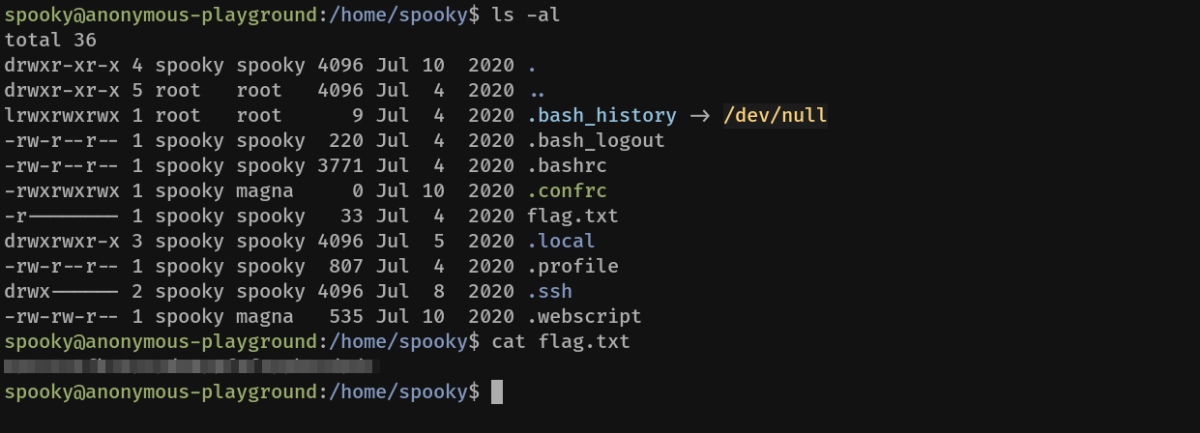 spooky@anonymous-playground:/home/spooky$ ls -al
total 36
drwxr-xr-x 4 spooky spooky 4096 Jul 10  2020 .
drwxr-xr-x 5 root   root   4096 Jul  4  2020 ..
lrwxrwxrwx 1 root   root      9 Jul  4  2020 .bash_history -> /dev/null
-rw-r--r-- 1 spooky spooky  220 Jul  4  2020 .bash_logout
-rw-r--r-- 1 spooky spooky 3771 Jul  4  2020 .bashrc
-rwxrwxrwx 1 spooky magna     0 Jul 10  2020 .confrc
-r-------- 1 spooky spooky   33 Jul  4  2020 flag.txt
drwxrwxr-x 3 spooky spooky 4096 Jul  5  2020 .local
-rw-r--r-- 1 spooky spooky  807 Jul  4  2020 .profile
drwx------ 2 spooky spooky 4096 Jul  8  2020 .ssh
-rw-rw-r-- 1 spooky magna   535 Jul 10  2020 .webscript
spooky@anonymous-playground:/home/spooky$ cat flag.txt
spooky@anonymous-playground:/home/spooky$